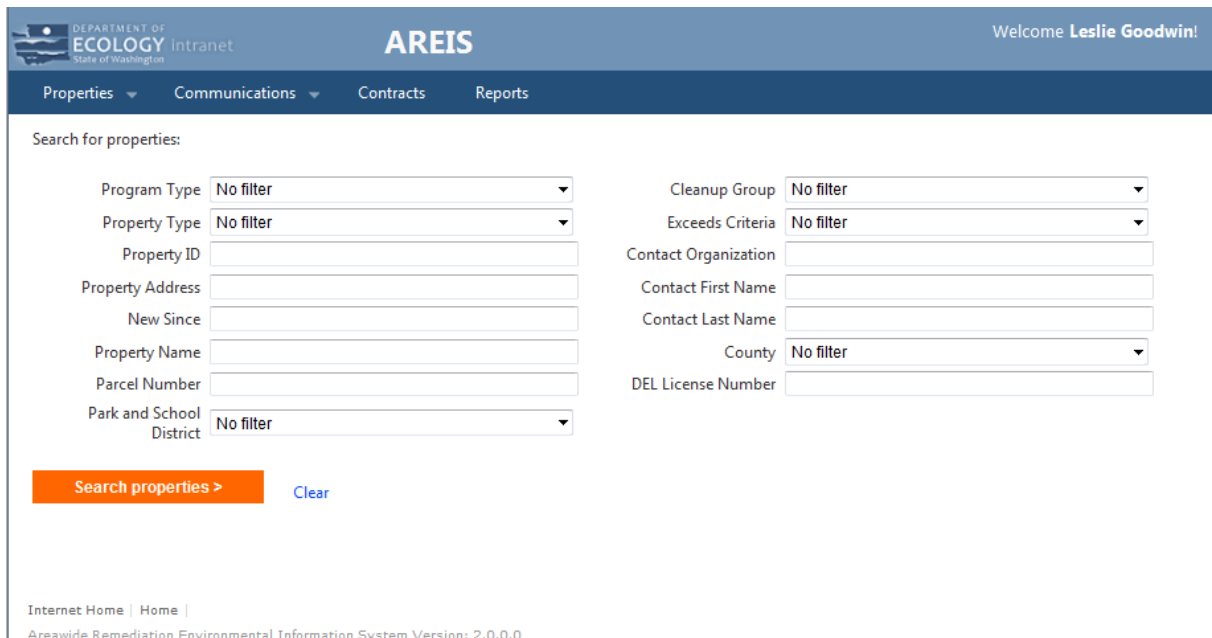 DEPARTMENT OF
ECOLOGY Intranet
State of Washington
AREIS
Welcome Leslie Goodwin!
Properties Communications Contracts Reports
Search for properties:
Program Type No filter Cleanup Group No filter
Property Type No filter Exceeds Criteria No filter
Property ID Contact Organization
Property Address Contact First Name
New Since Contact Last Name
Property Name County No filter
Parcel Number DEL License Number
Park and School
District No filter
Search properties > Clear
Internet Home | Home |
Areawide Remediation Environmental Information System Version: 2.0.0.0